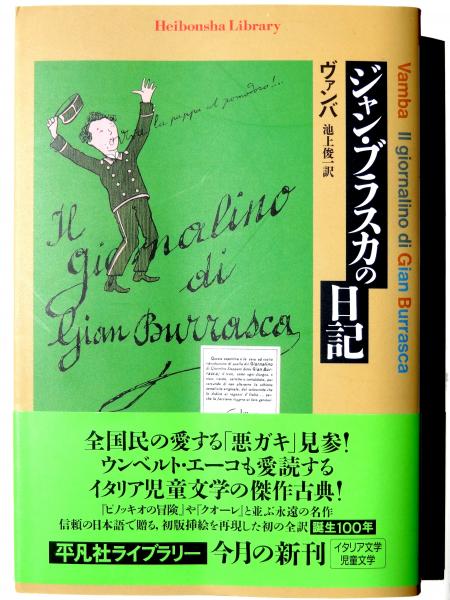 Heibonsha Library
ジャン・ブラスカの日記
ヴァンバ
池上俊一訳
Vamba Il giornalino di Gian Burrasca
Viva la pappa al pomodoro!...
Il
giornalino
di
Gian Burrasca
全国民の愛する「悪ガキ」見参!
ウンベルト・エーコも愛読する
イタリア児童文学の傑作古典!
『ピノッキオの冒険』や『クオーレ』と並ぶ永遠の名作
信頼の日本語で贈る、初版挿絵を再現した初の全訳 誕生100年
平凡社ライブラリー 今月の新刊
イタリア文学
児童文学